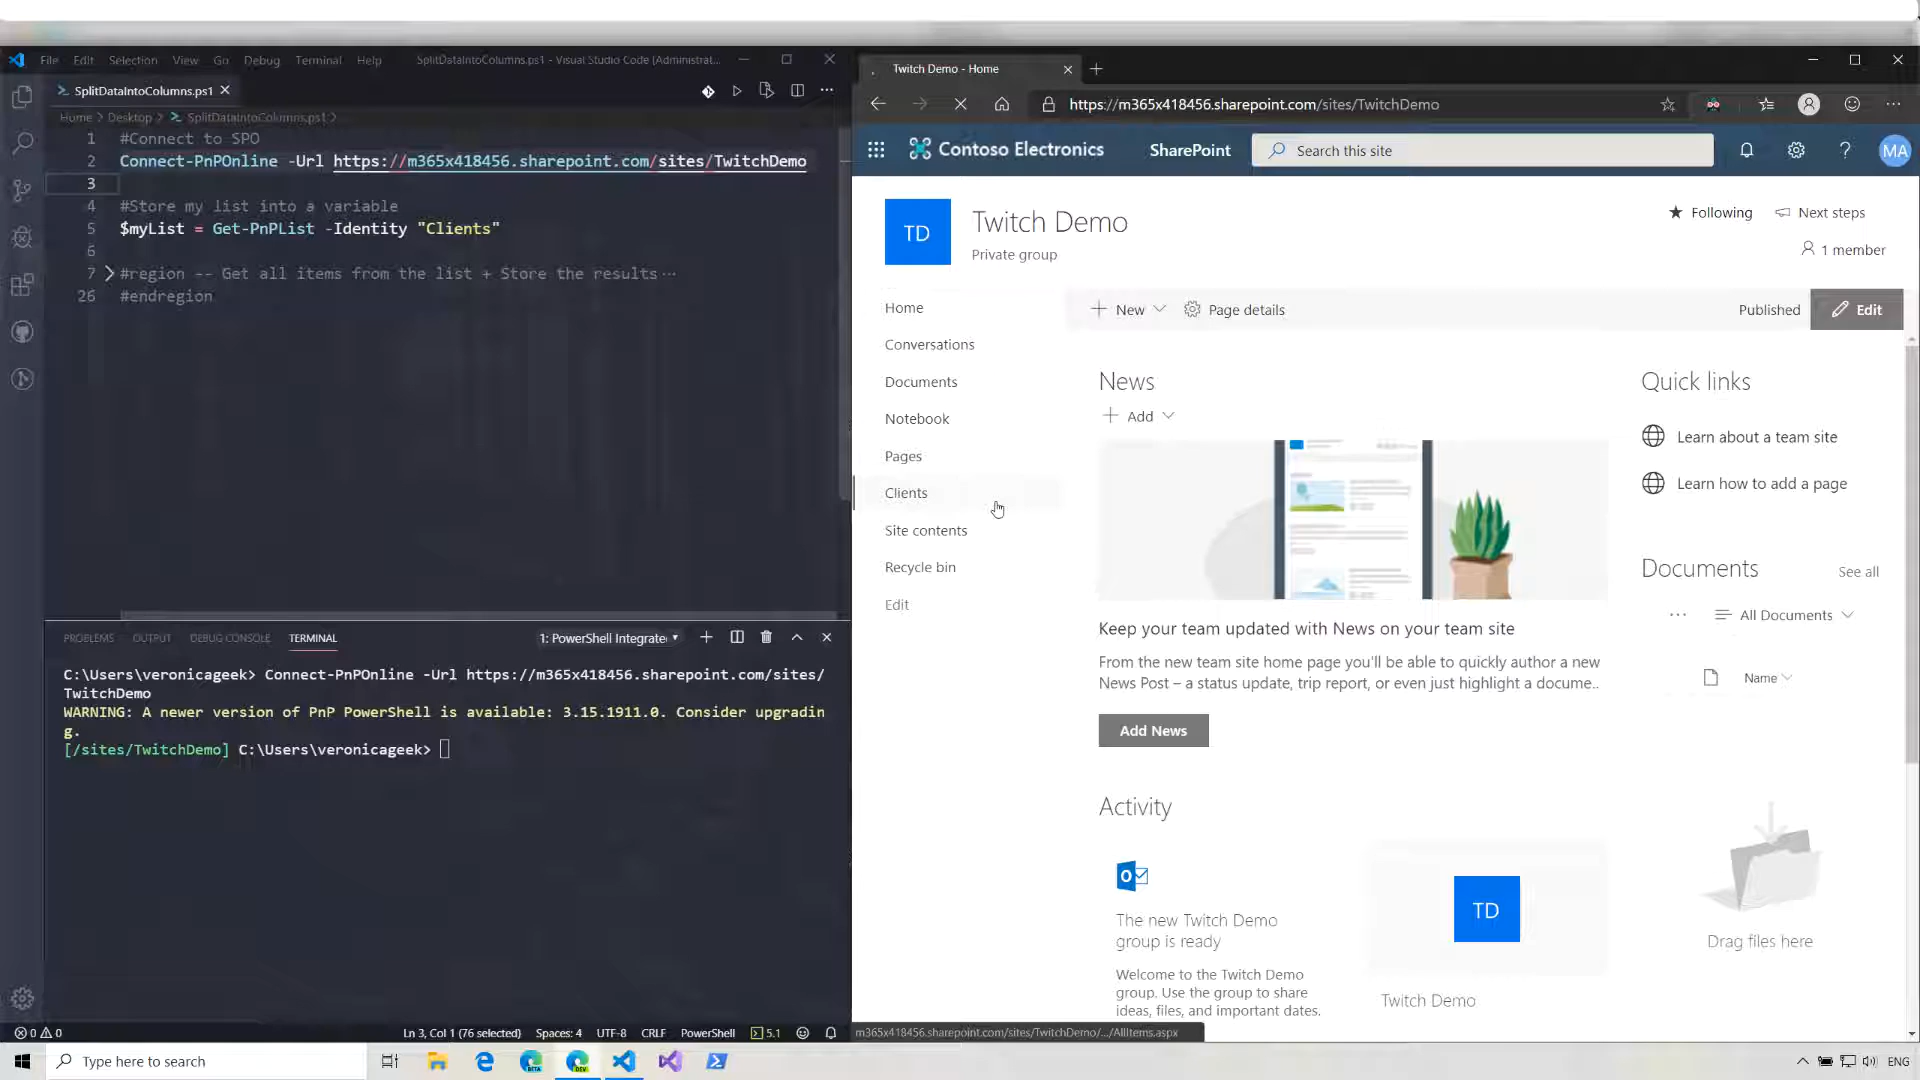 File Edit Selection View Go Debug Terminal Help SplitDataIntoColumns.ps1 - Visual Studio Code [Administrat...
SplitDataIntoColumns.ps1
Home > Desktop > SplitDataIntoColumns.ps1 >
1 #Connect to SPO
2 Connect-PnPOnline -Url https://m365x418456.sharepoint.com/sites/TwitchDemo
3
4 #Store my list into a variable
5 $myList = Get-PnPList -Identity "Clients"
6
7 #region -- Get all items from the list + Store the results...
26 #endregion
PROBLEMS OUTPUT DEBUG CONSOLE TERMINAL 1: PowerShell Integrate
C:\Users\veronicageek> Connect-PnPOnline -Url https://m365x418456.sharepoint.com/sites/
TwitchDemo
WARNING: A newer version of PnP PowerShell is available: 3.15.1911.0. Consider upgradin
g.
[/sites/TwitchDemo] C:\Users\veronicageek>
0 0 Ln 3, Col 1 (76 selected) Spaces: 4 UTF-8 CRLF PowerShell 5.1
Twitch Demo - Home
https://m365x418456.sharepoint.com/sites/TwitchDemo
Contoso Electronics SharePoint Search this site ? MA
TD
Twitch Demo
Private group
Following Next steps
1 member
Home
Conversations
Documents
Notebook
Pages
Clients
Site contents
Recycle bin
Edit
New Page details Published Edit
News
Add
Keep your team updated with News on your team site
From the new team site home page you'll be able to quickly author a new
News Post – a status update, trip report, or even just highlight a docume..
Add News
Activity
The new Twitch Demo
group is ready
Welcome to the Twitch Demo
group. Use the group to share
ideas, files, and important dates.
TD
Twitch Demo
Quick links
Learn about a team site
Learn how to add a page
Documents See all
All Documents
Name
Drag files here
m365x418456.sharepoint.com/sites/TwitchDemo/.../AllItems.aspx
Type here to search
BETA
DEV
ENG